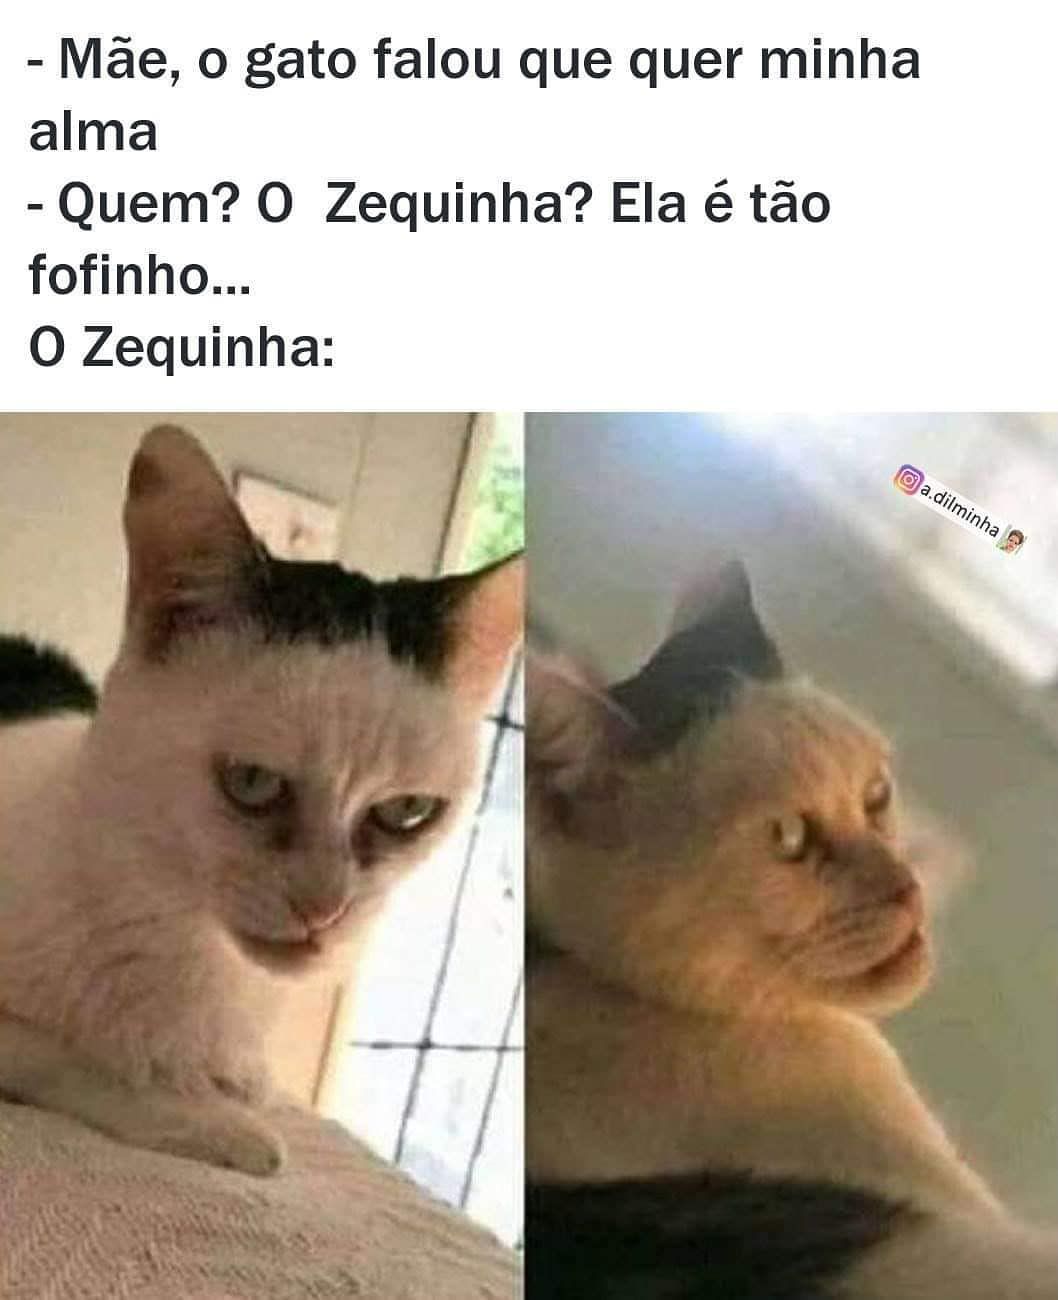 - Mãe, o gato falou que quer minha
alma
- Quem? O  Zequinha? Ela é tão
fofinho...
O Zequinha:
a.dilminha